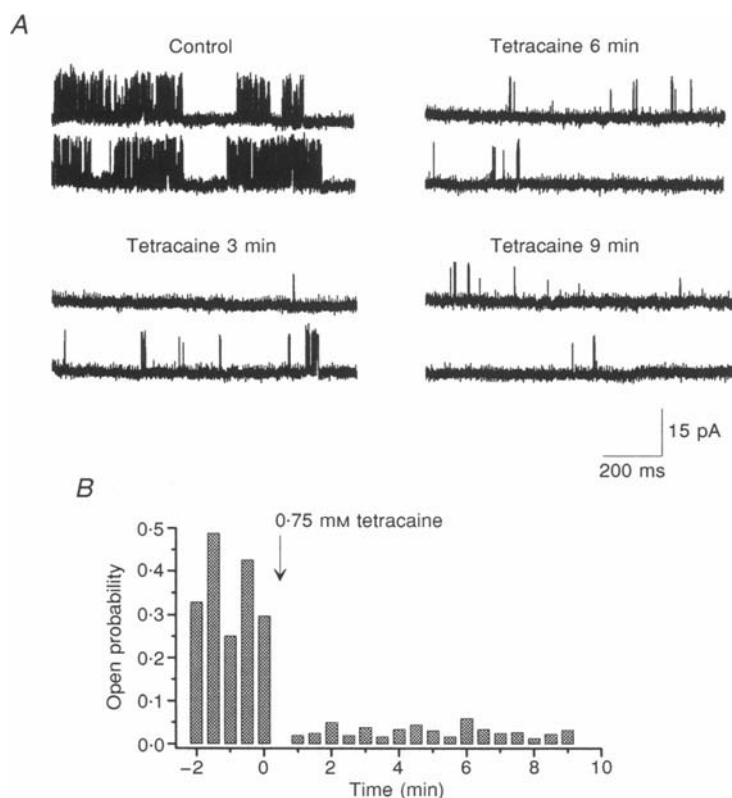 A
Control
Tetracaine 6 min
Tetracaine 3 min
Tetracaine 9 min
15 pA
200 ms
B
0·75 mM tetracaine
Open probability
0·5
0·4
0·3
0·2
0·1
0·0
−2 0 2 4 6 8 10
Time (min)